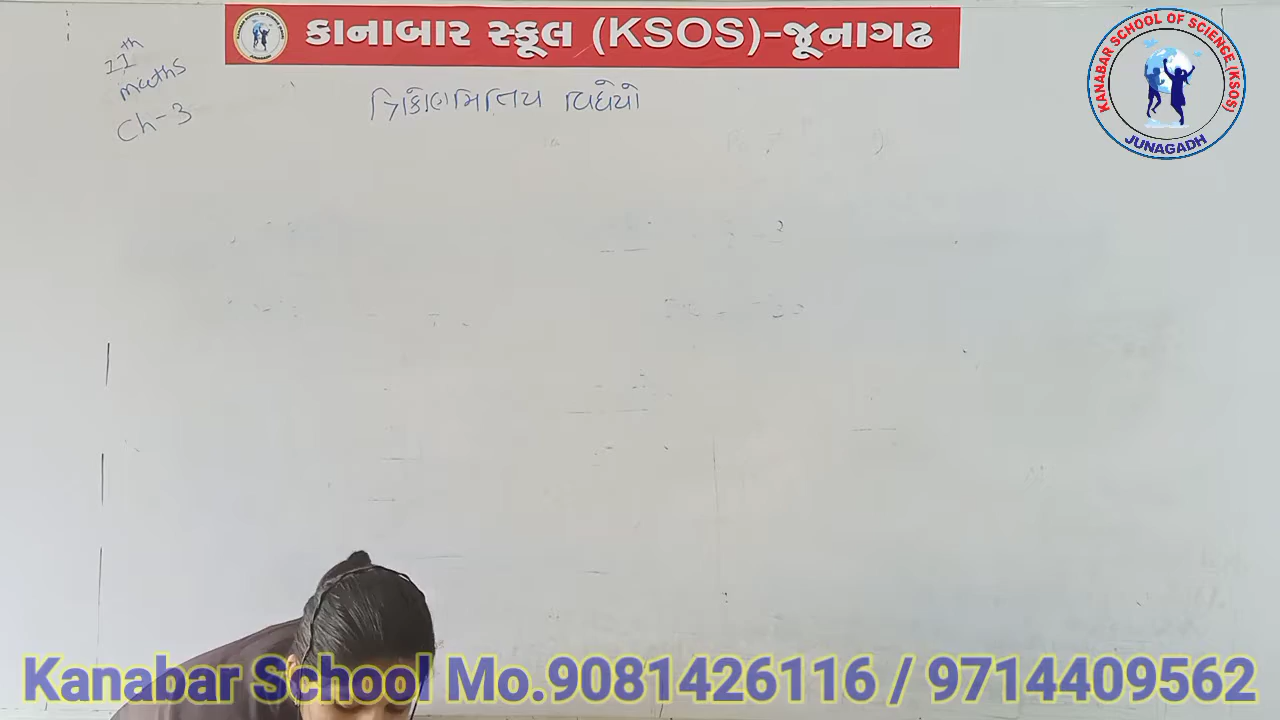 કાનાબાર સ્કૂલ (KSOS)-જૂનાગઢ
KANABAR SCHOOL OF SCIENCE (KSOS)
JUNAGADH
11th
maths
Ch-3
ત્રિકોણમિતિય વિધેયો
Kanabar School Mo.9081426116 / 9714409562